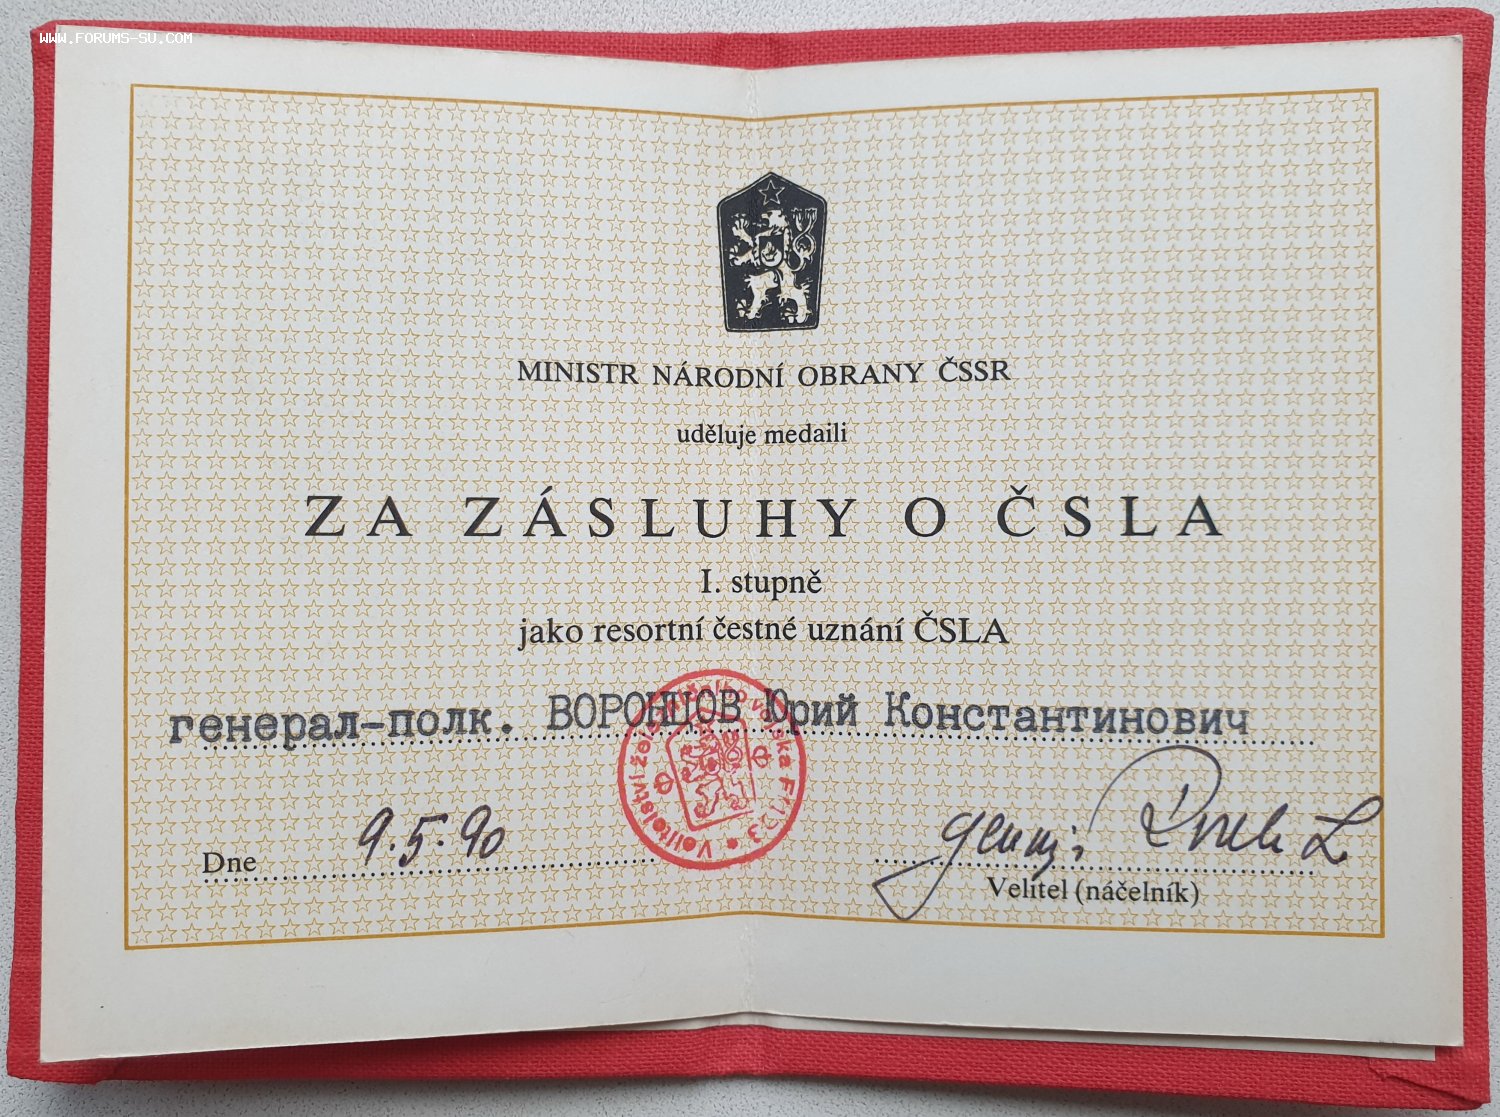 WWW.FORUMS-SU.COM
MINISTR NÁRODNÍ OBRANY ČSSR
uděluje medaili
ZA ZÁSLUHY O ČSLA
I. stupně
jako resortní čestné uznání ČSLA
генерал-полк. ВОРОНЦОВ Юрий Константинович
Dne 9.5.90
Velitel (náčelník)